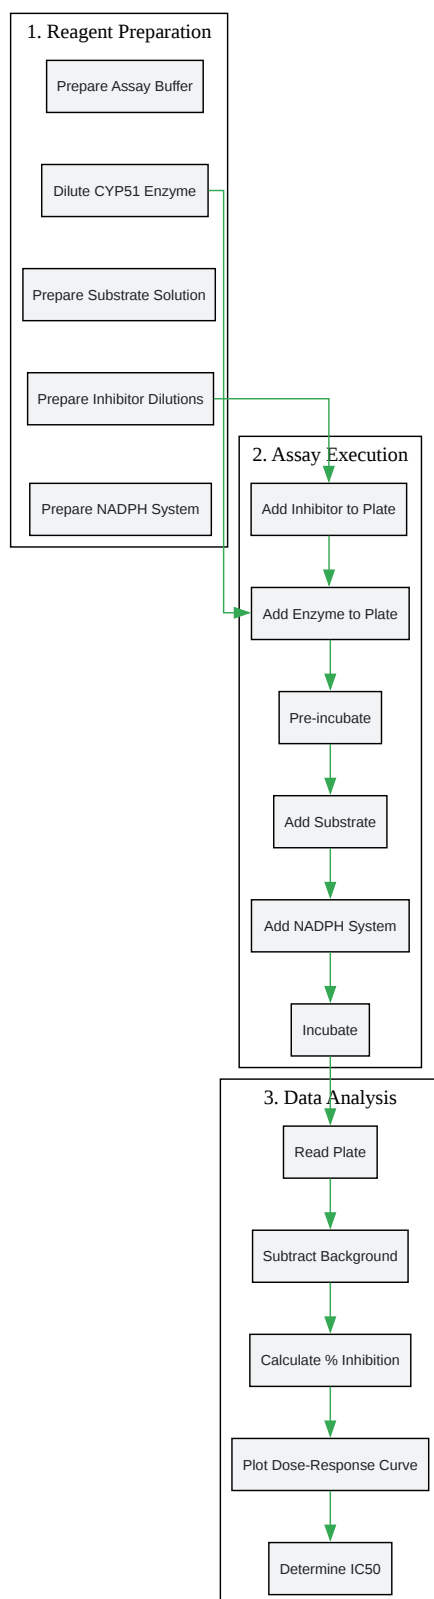 1. Reagent Preparation
Prepare Assay Buffer
Dilute CYP51 Enzyme
Prepare Substrate Solution
Prepare Inhibitor Dilutions
Prepare NADPH System
2. Assay Execution
Add Inhibitor to Plate
Add Enzyme to Plate
Pre-incubate
Add Substrate
Add NADPH System
Incubate
3. Data Analysis
Read Plate
Subtract Background
Calculate % Inhibition
Plot Dose-Response Curve
Determine IC50